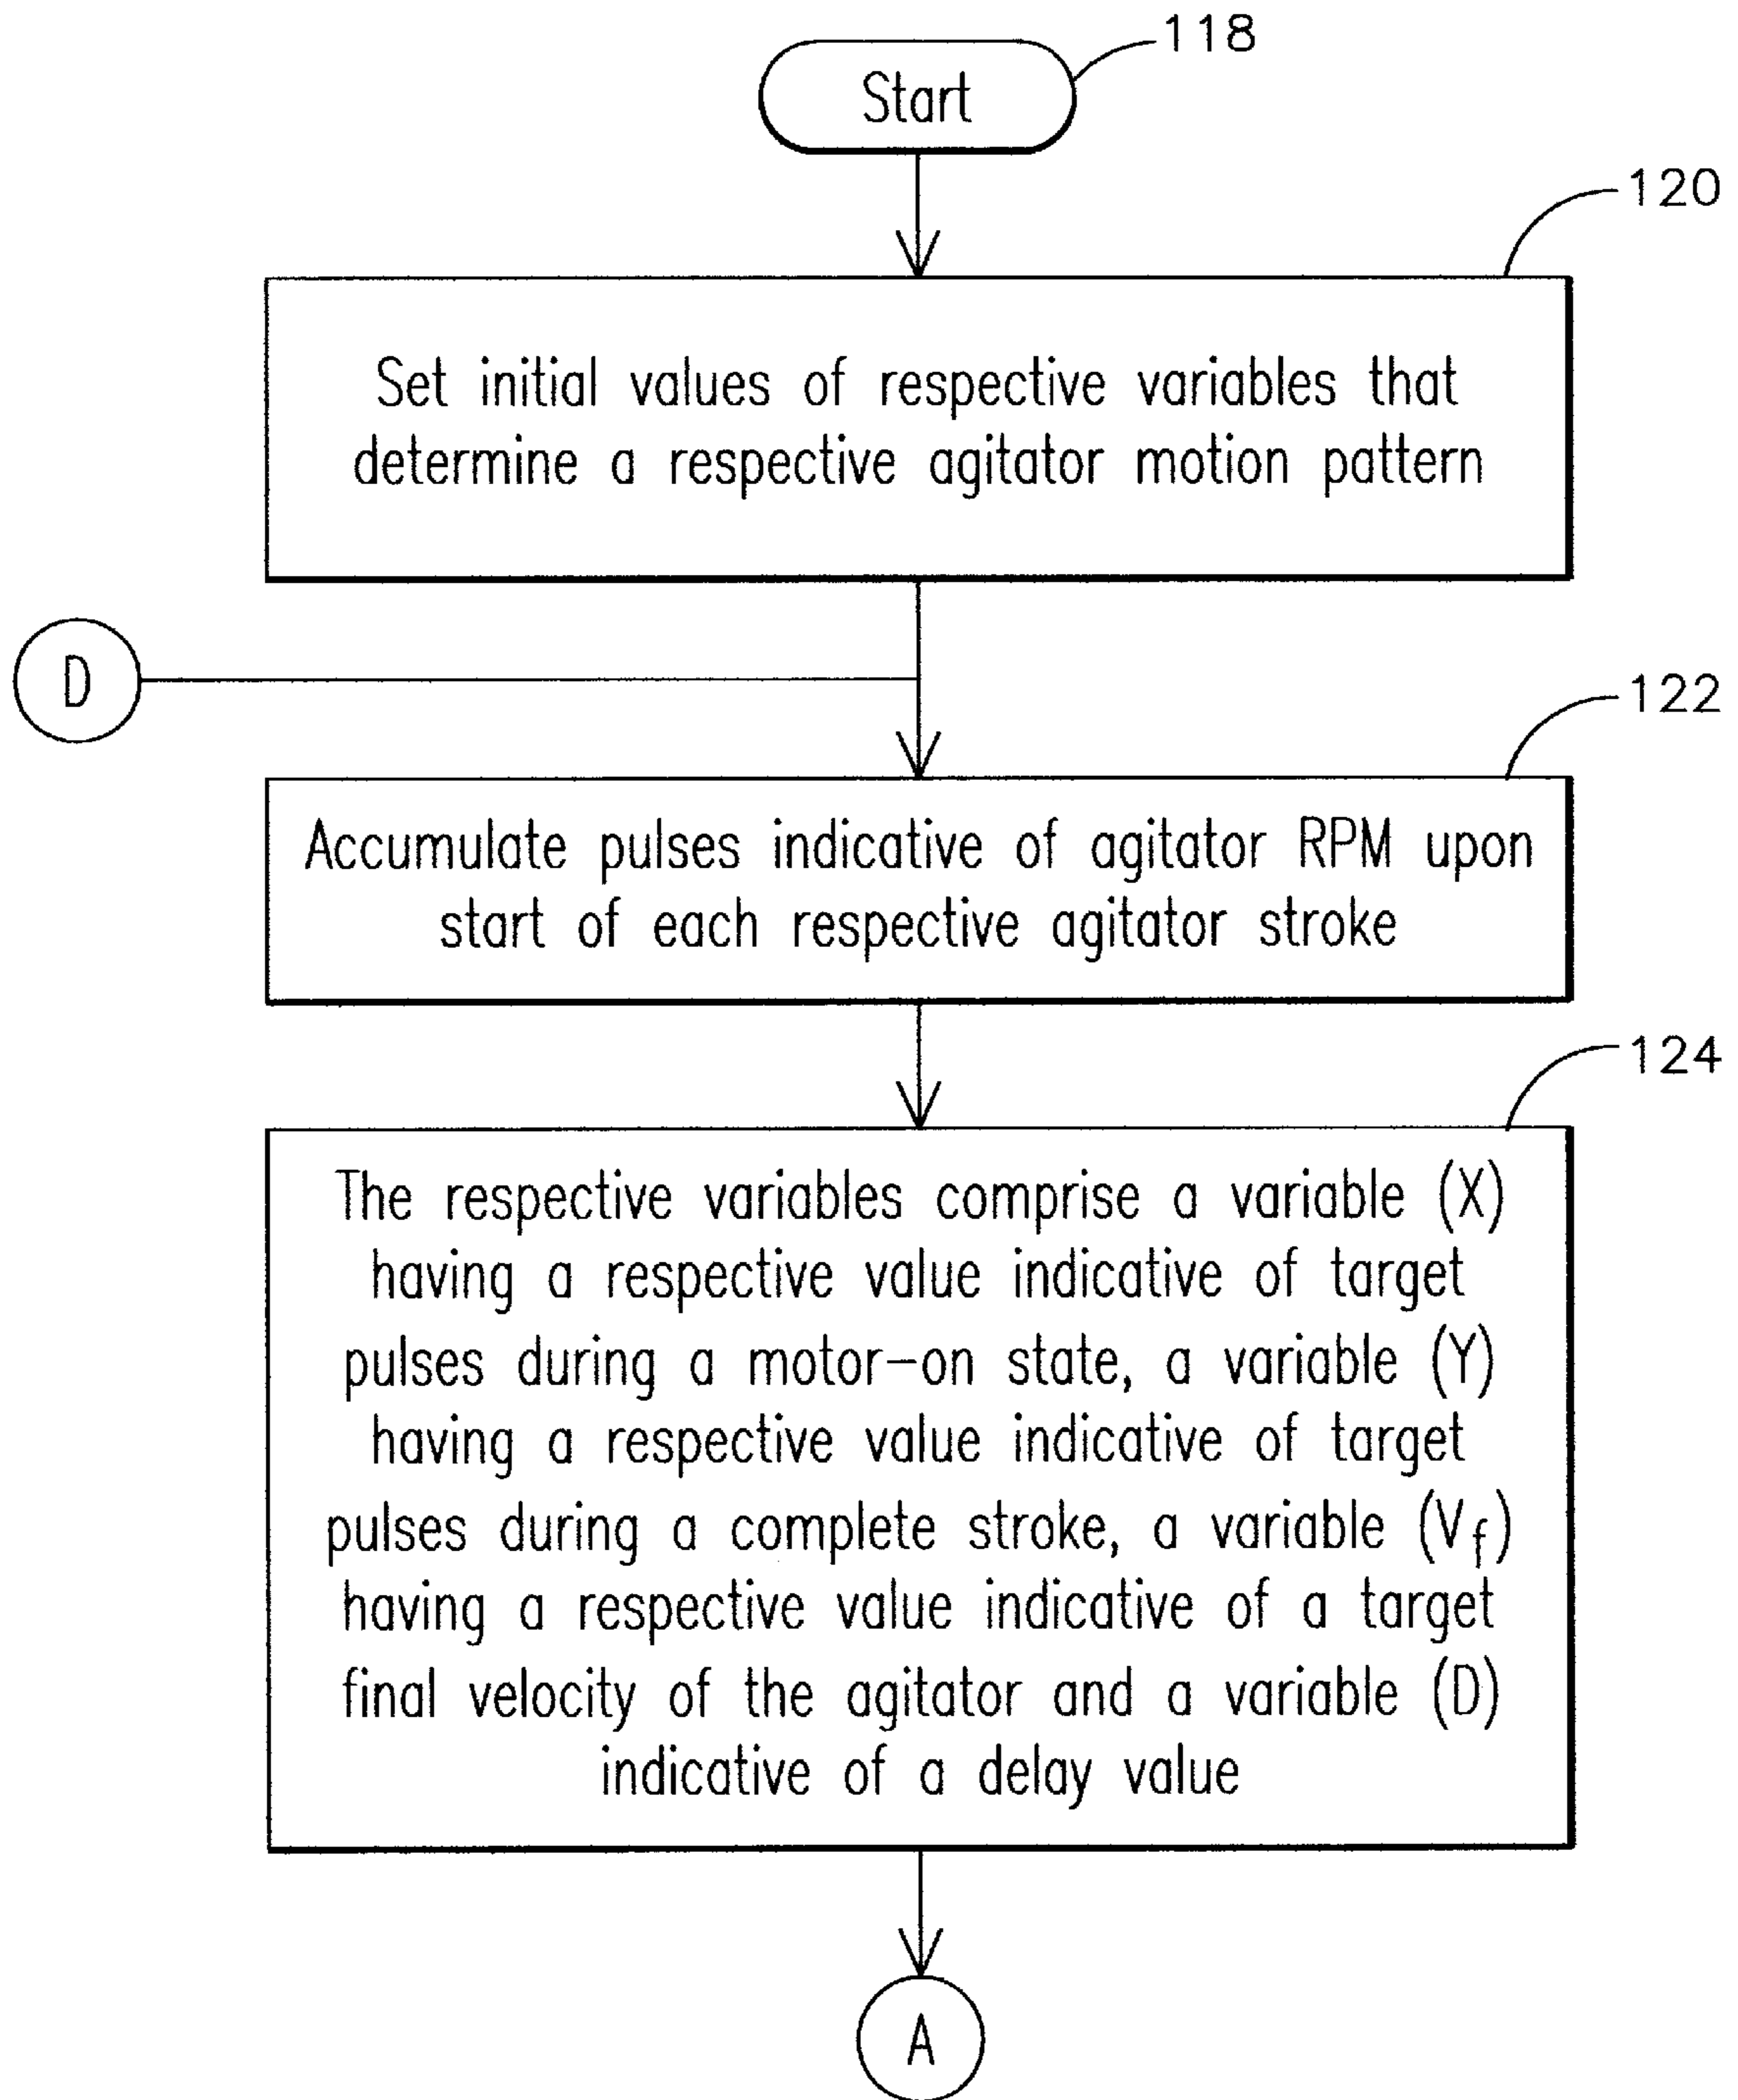 118
Start
120
Set initial values of respective variables that
determine a respective agitator motion pattern
D
122
Accumulate pulses indicative of agitator RPM upon
start of each respective agitator stroke
124
The respective variables comprise a variable (X)
having a respective value indicative of target
pulses during a motor-on state, a variable (Y)
having a respective value indicative of target
pulses during a complete stroke, a variable (Vf)
having a respective value indicative of a target
final velocity of the agitator and a variable (D)
indicative of a delay value
A